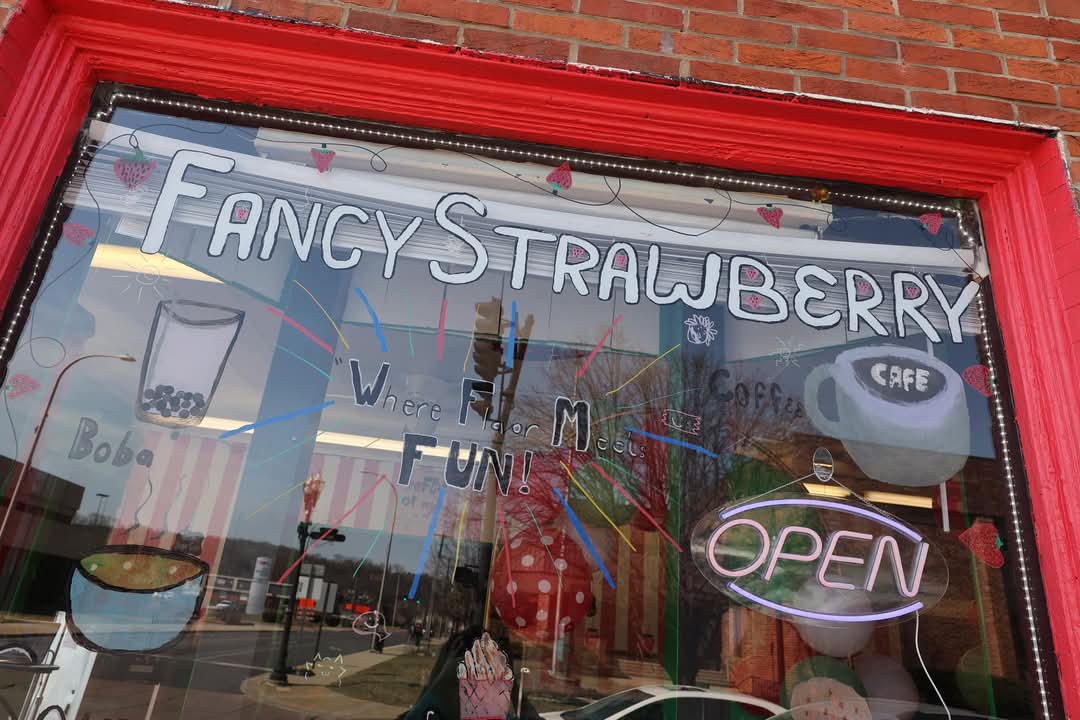 FANCY STRAWBERRY
CAFE
"Where Flavor Meets
FUN!
Coffee
Boba
OPEN